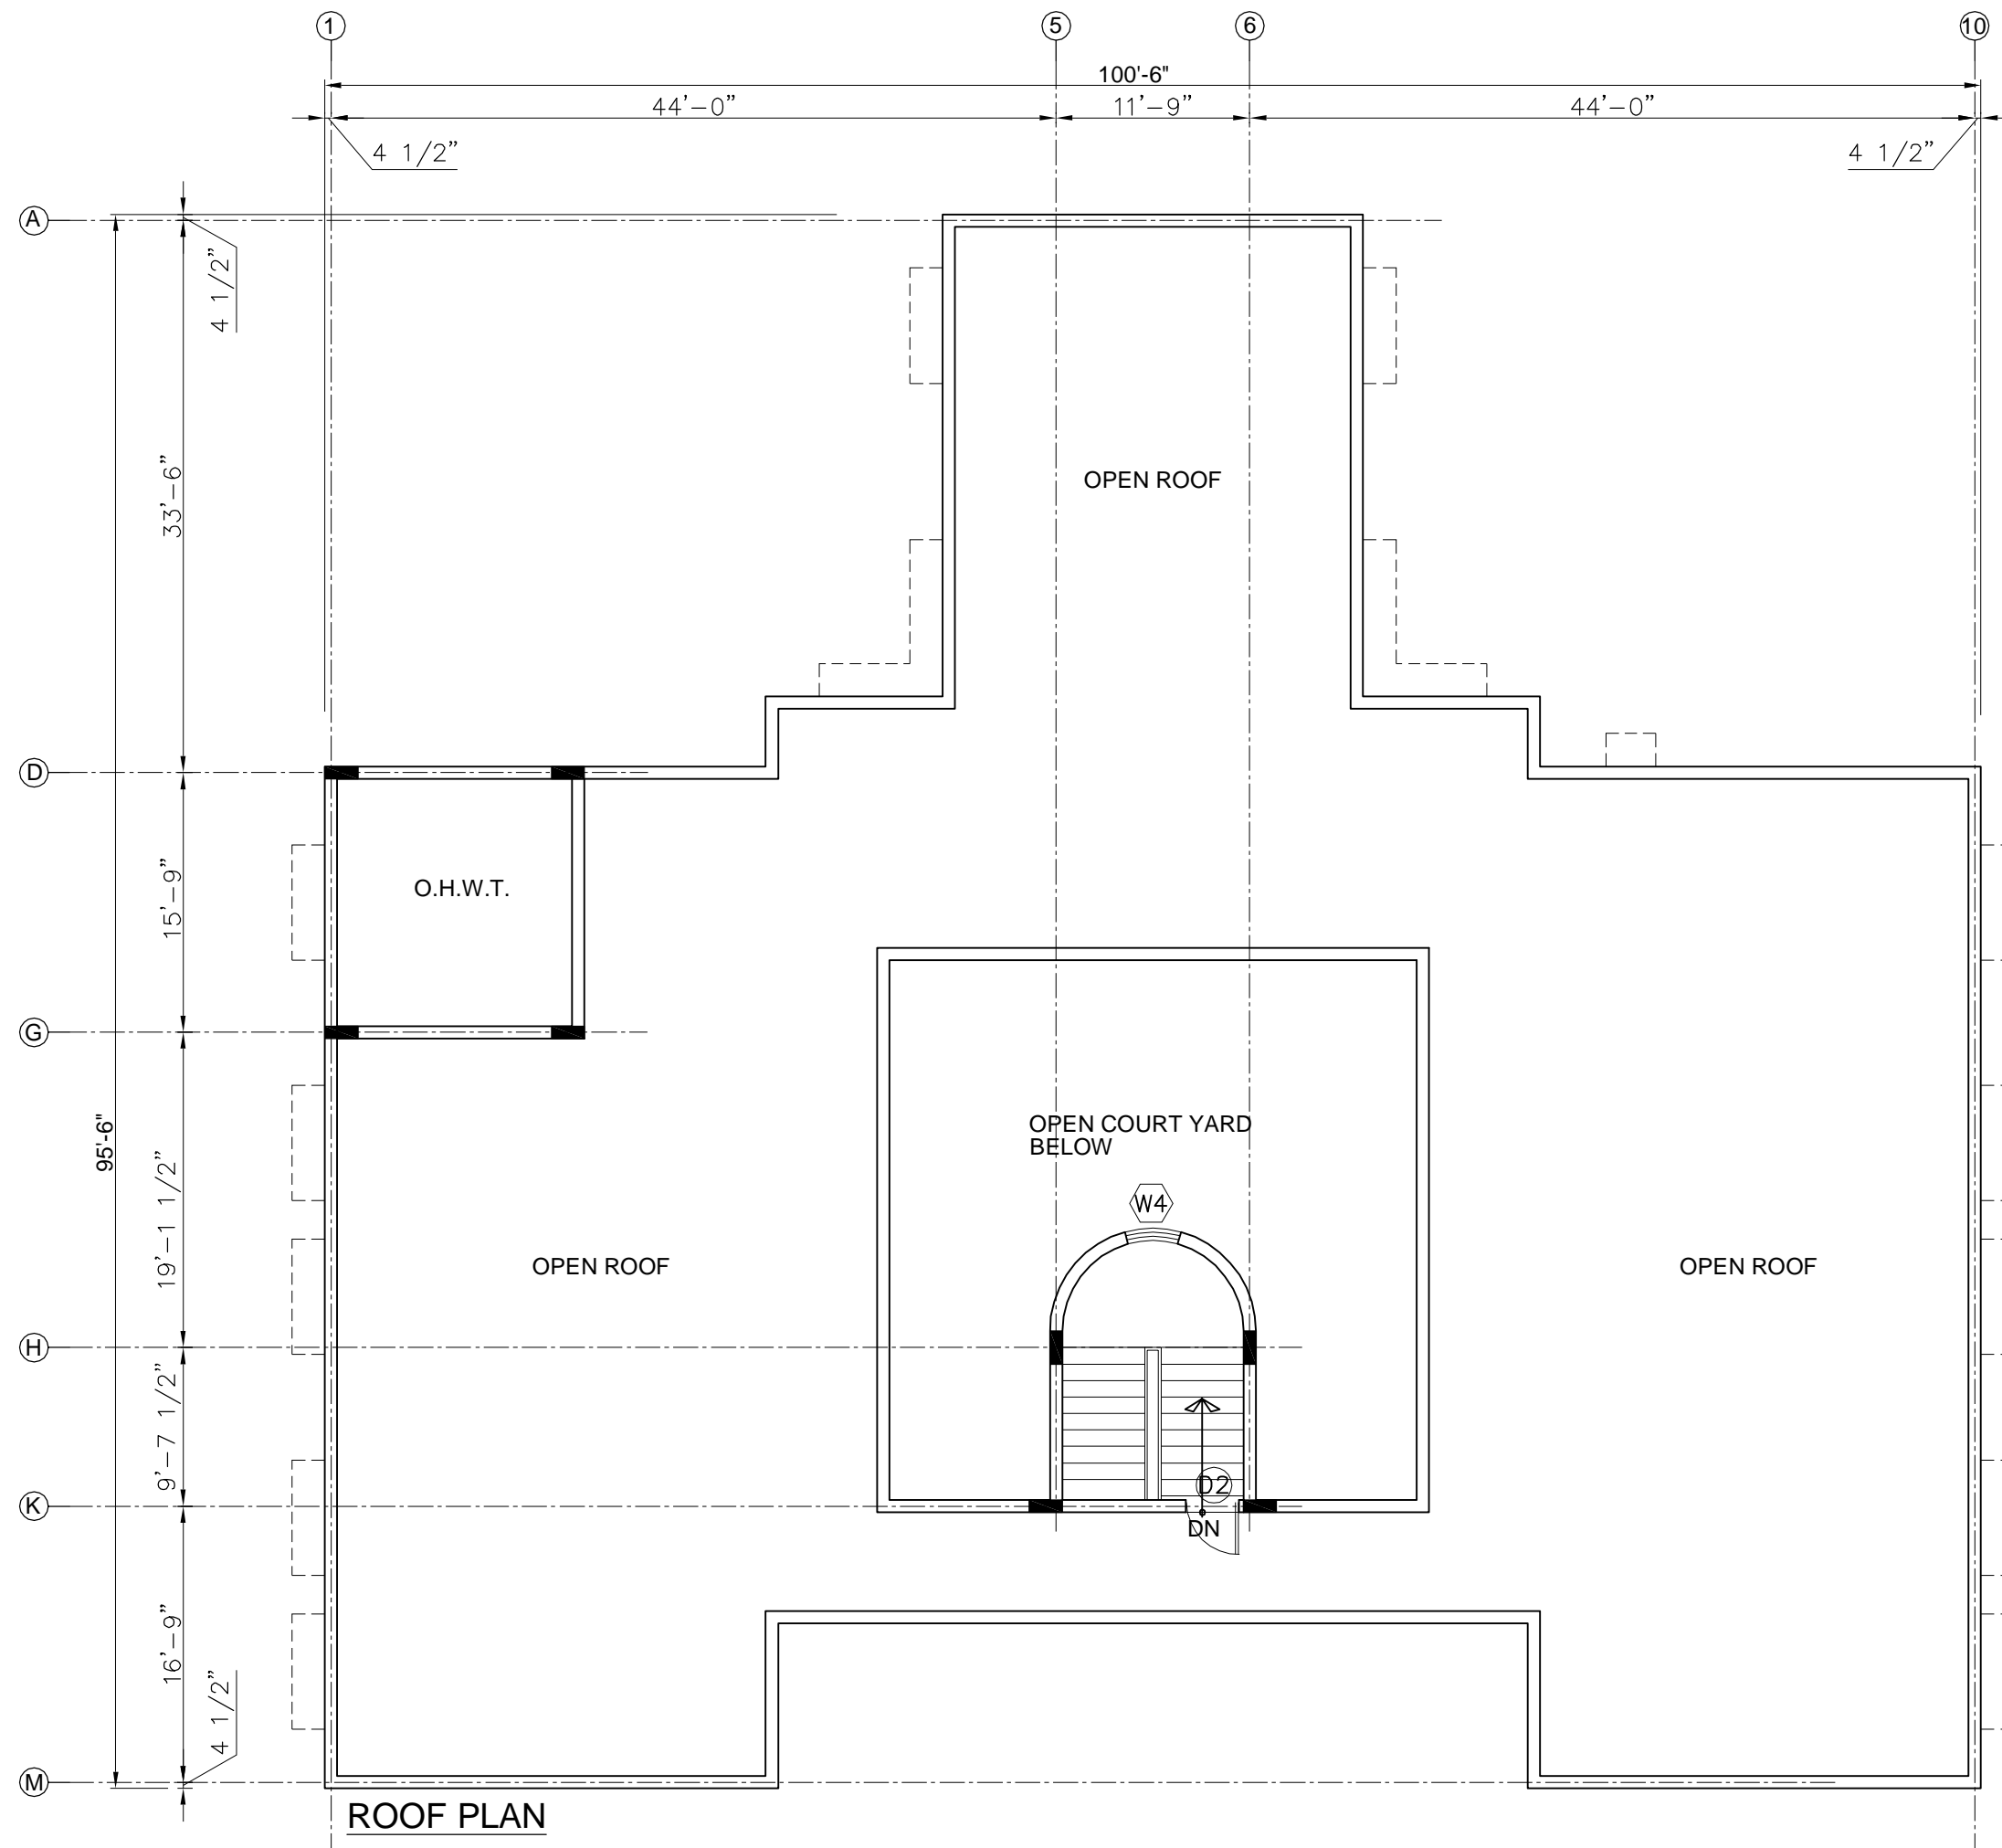 1
5
6
10
100'-6"
44'-0"
11'-9"
44'-0"
4 1/2"
4 1/2"
A
4 1/2"
33'-6"
OPEN ROOF
D
15'-9"
O.H.W.T.
G
95'-6"
19'-1 1/2"
OPEN COURT YARD
BELOW
W4
OPEN ROOF
OPEN ROOF
H
9'-7 1/2"
D2
K
DN
16'-9"
4 1/2"
M
ROOF PLAN